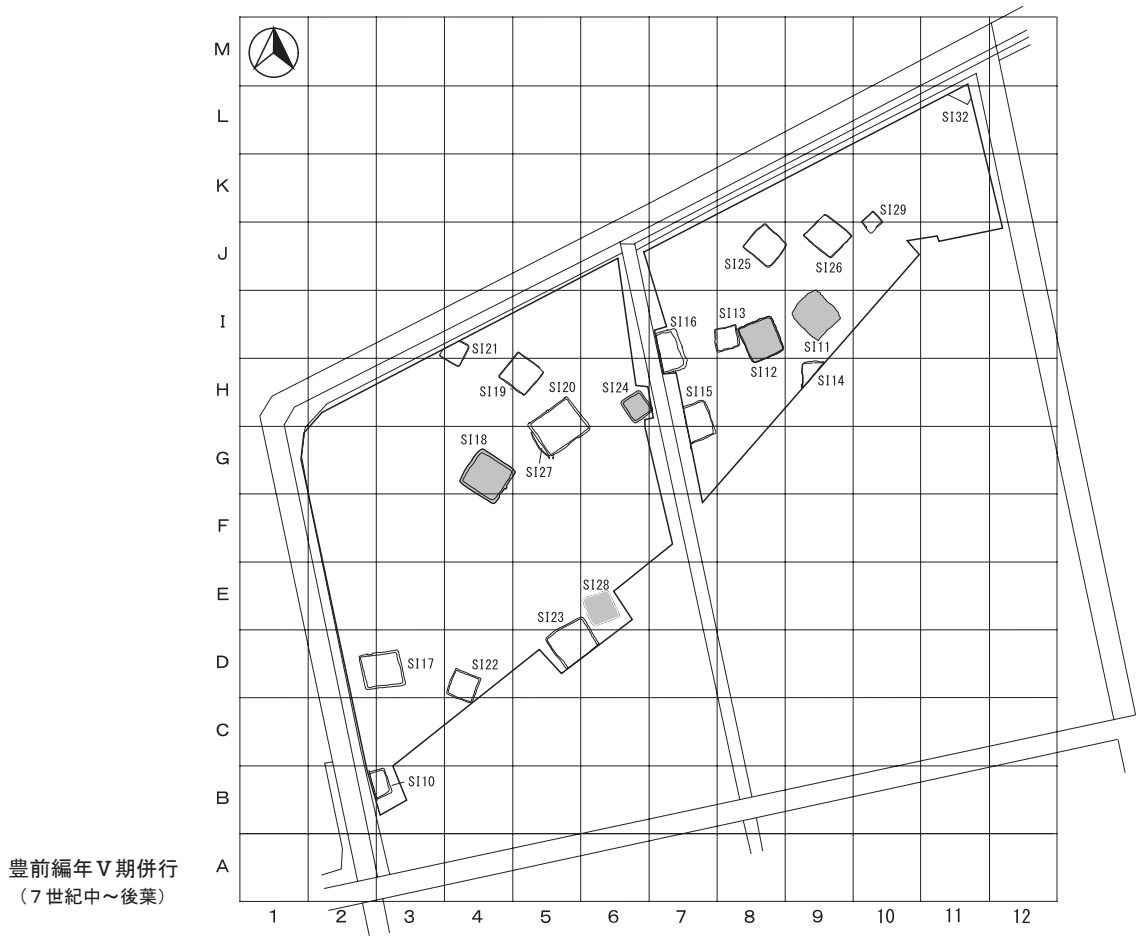 M
L
SI32
K
SI29
J
SI25
SI26
I
SI16
SI13
SI21
SI11
SI12
SI14
H
SI19
SI20
SI24
SI15
SI18
G
SI27
F
E
SI28
SI23
D
SI17
SI22
C
B
SI10
A
豊前編年Ⅴ期併行
（７世紀中～後葉）
1 2 3 4 5 6 7 8 9 10 11 12